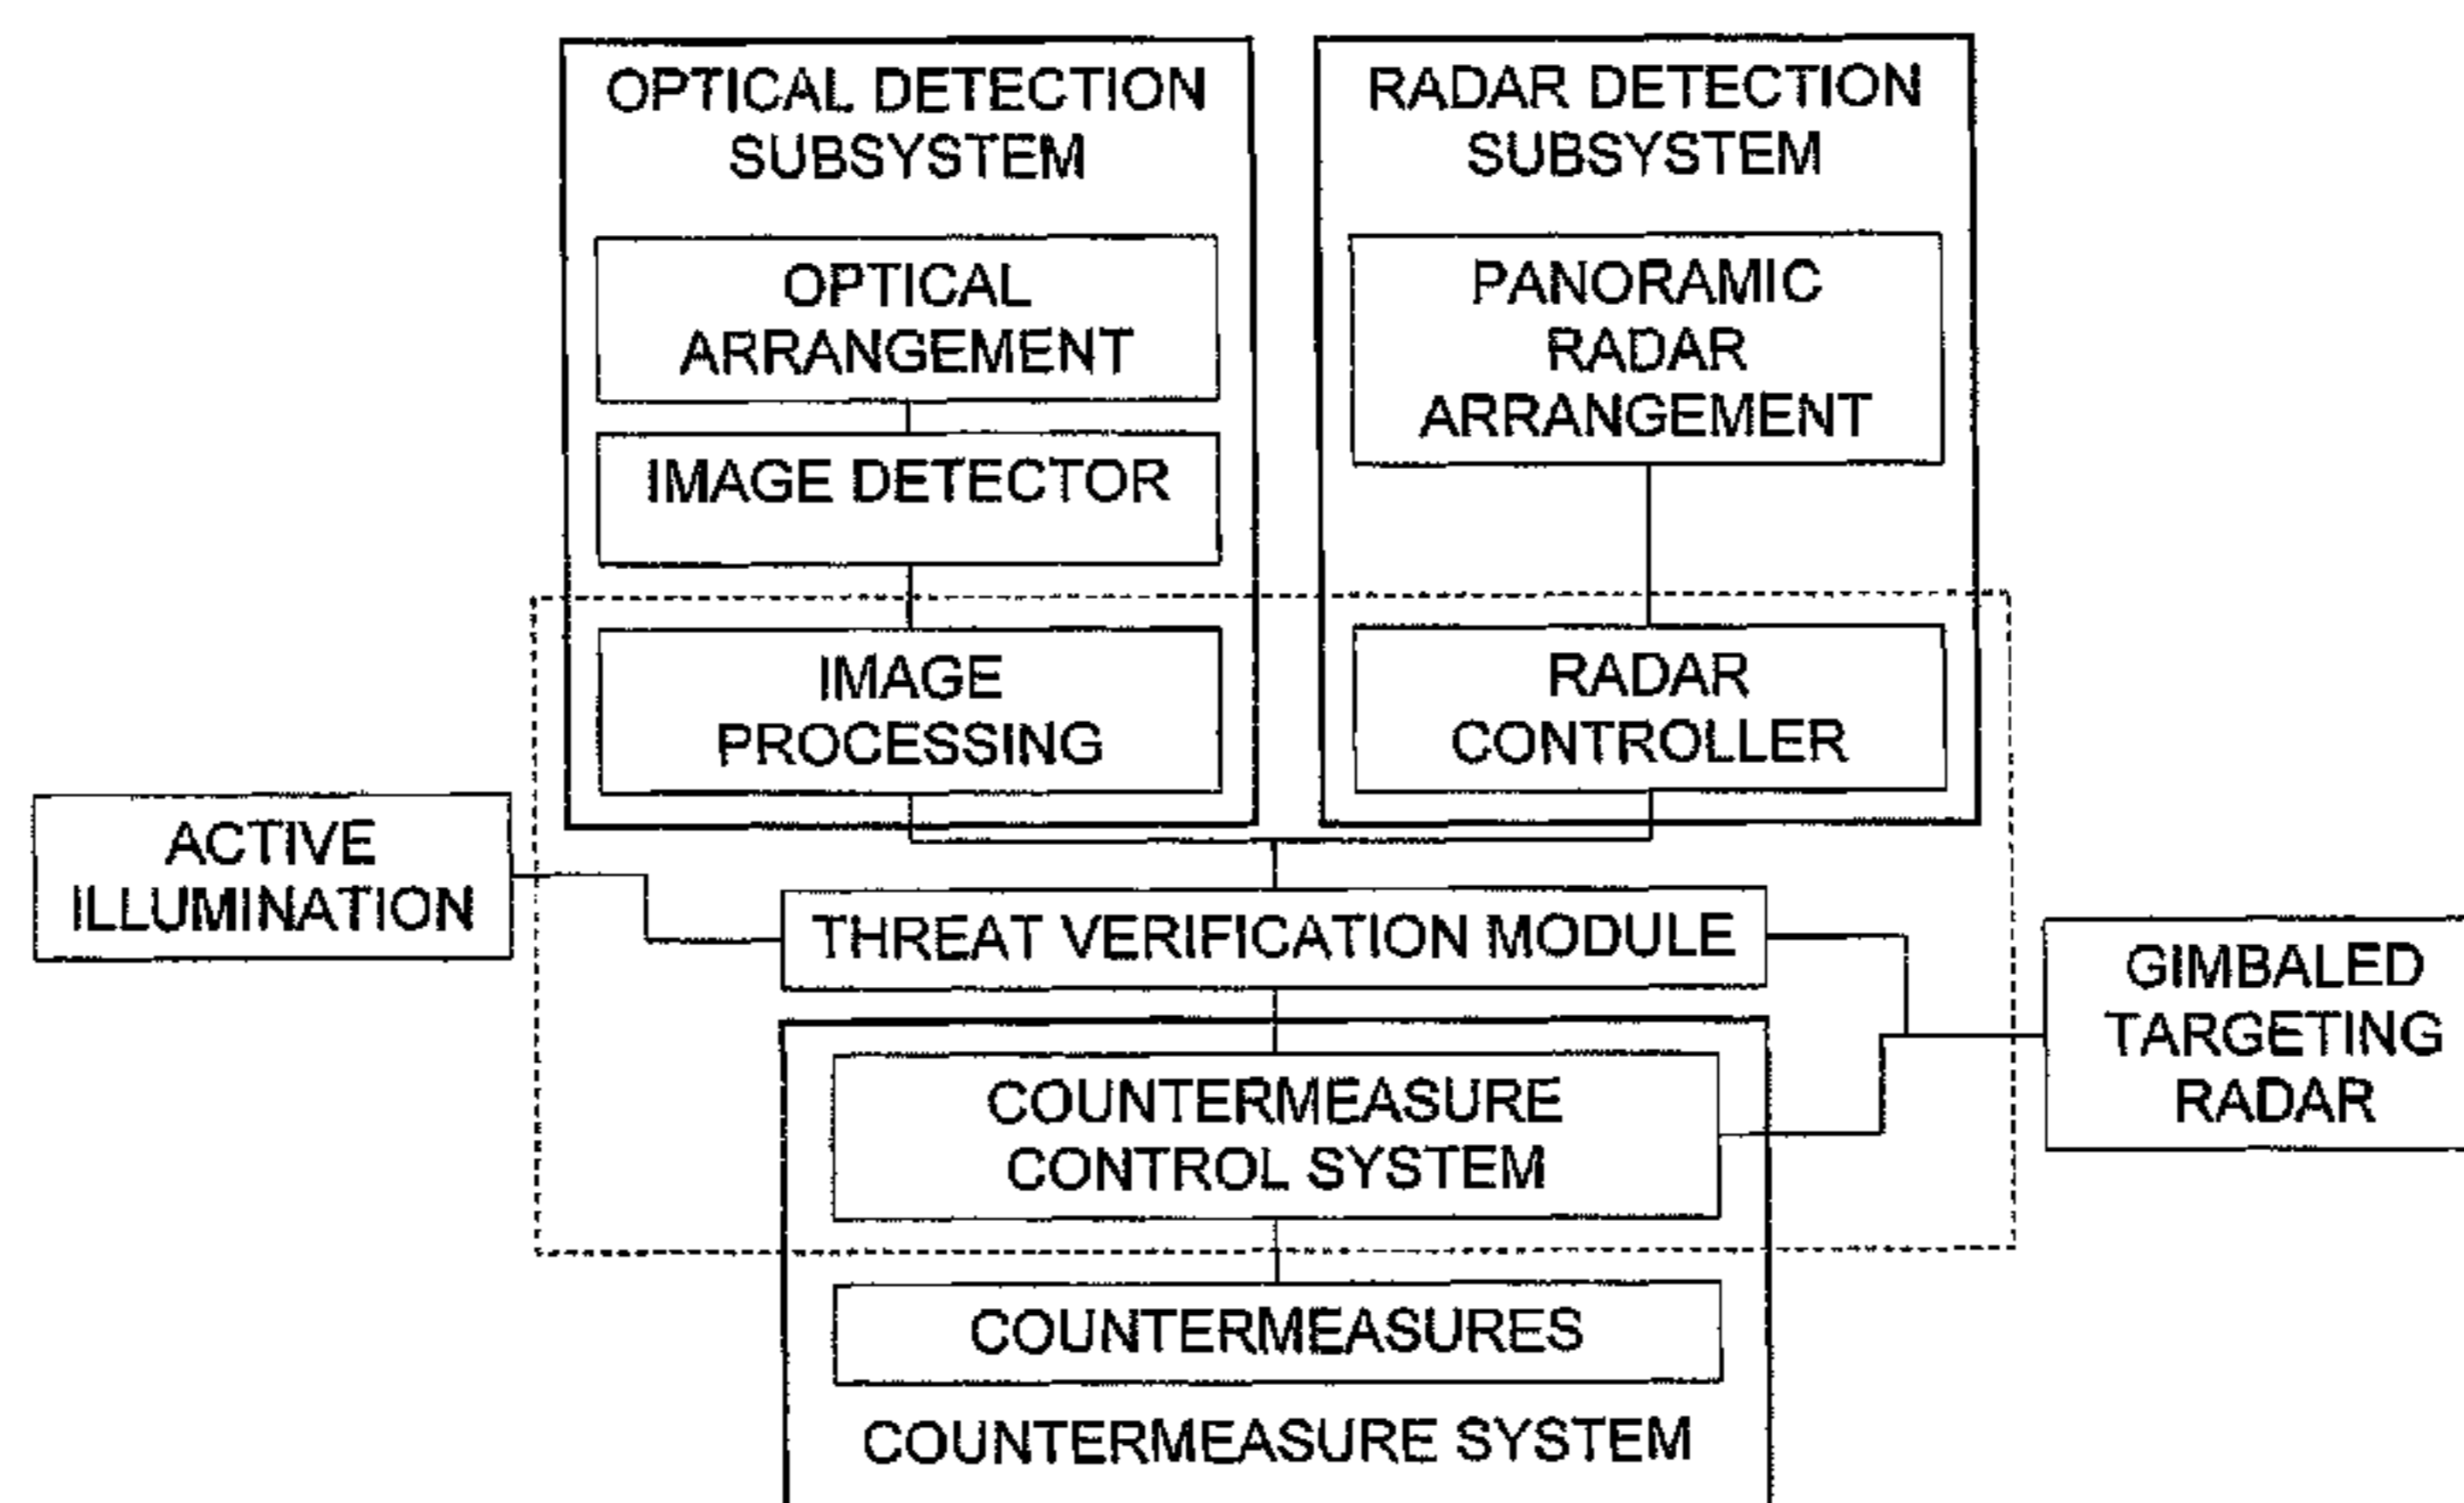 OPTICAL DETECTION
SUBSYSTEM
OPTICAL
ARRANGEMENT
IMAGE DETECTOR
IMAGE
PROCESSING
RADAR DETECTION
SUBSYSTEM
PANORAMIC
RADAR
ARRANGEMENT
RADAR
CONTROLLER
ACTIVE
ILLUMINATION
THREAT VERIFICATION MODULE
GIMBALED
TARGETING
RADAR
COUNTERMEASURE
CONTROL SYSTEM
COUNTERMEASURES
COUNTERMEASURE SYSTEM